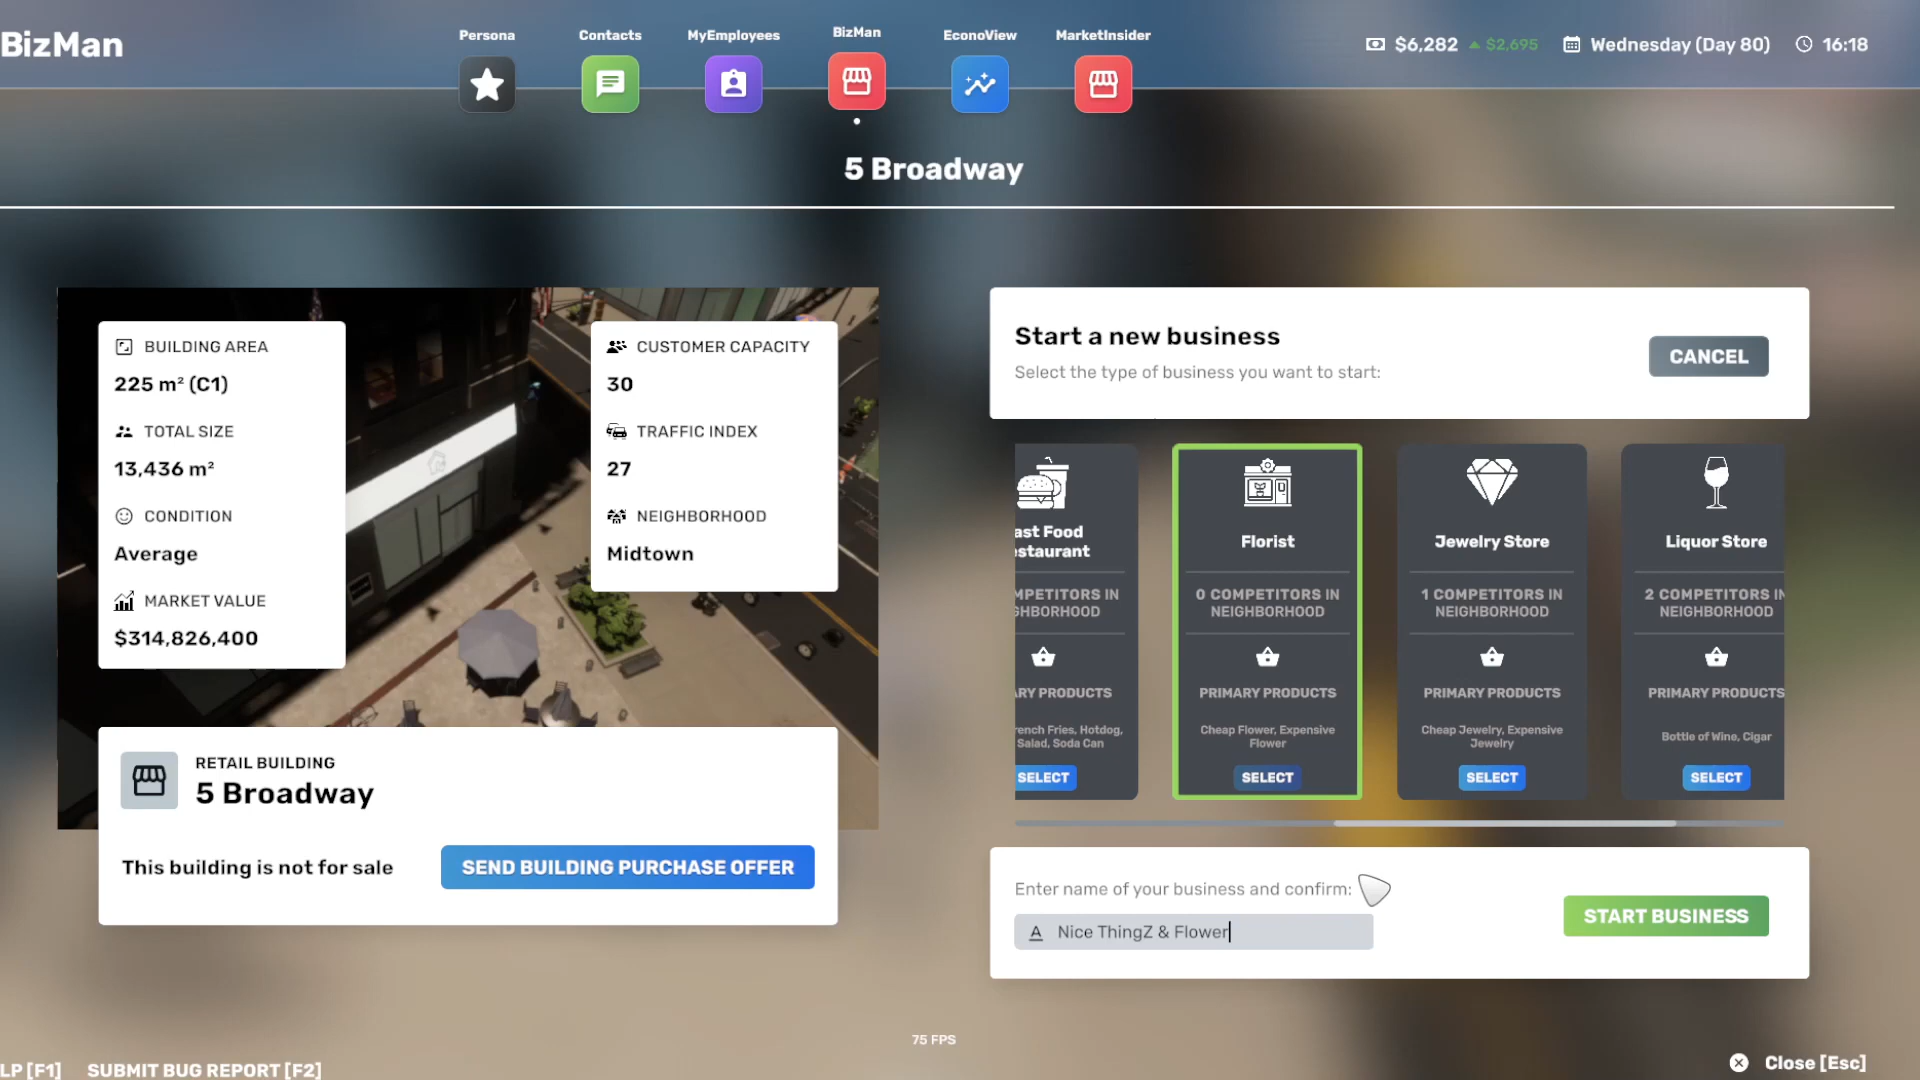 BizMan
Persona
Contacts
MyEmployees
BizMan
EconoView
MarketInsider
$6,282
$2,695
Wednesday (Day 80)
16:18
5 Broadway
BUILDING AREA
225 m² (C1)
TOTAL SIZE
13,436 m²
CONDITION
Average
MARKET VALUE
$314,826,400
CUSTOMER CAPACITY
30
TRAFFIC INDEX
27
NEIGHBORHOOD
Midtown
RETAIL BUILDING
5 Broadway
This building is not for sale
SEND BUILDING PURCHASE OFFER
Start a new business
Select the type of business you want to start:
CANCEL
ast Food
estaurant
MPETITORS IN
GHBORHOOD
ARY PRODUCTS
rench Fries, Hotdog,
Salad, Soda Can
SELECT
Florist
0 COMPETITORS IN
NEIGHBORHOOD
PRIMARY PRODUCTS
Cheap Flower, Expensive
Flower
SELECT
Jewelry Store
1 COMPETITORS IN
NEIGHBORHOOD
PRIMARY PRODUCTS
Cheap Jewelry, Expensive
Jewelry
SELECT
Liquor Store
2 COMPETITORS IN
NEIGHBORHOOD
PRIMARY PRODUCTS
Bottle of Wine, Cigar
SELECT
Enter name of your business and confirm:
A Nice ThingZ & Flower
START BUSINESS
75 FPS
LP [F1]
SUBMIT BUG REPORT [F2]
Close [Esc]